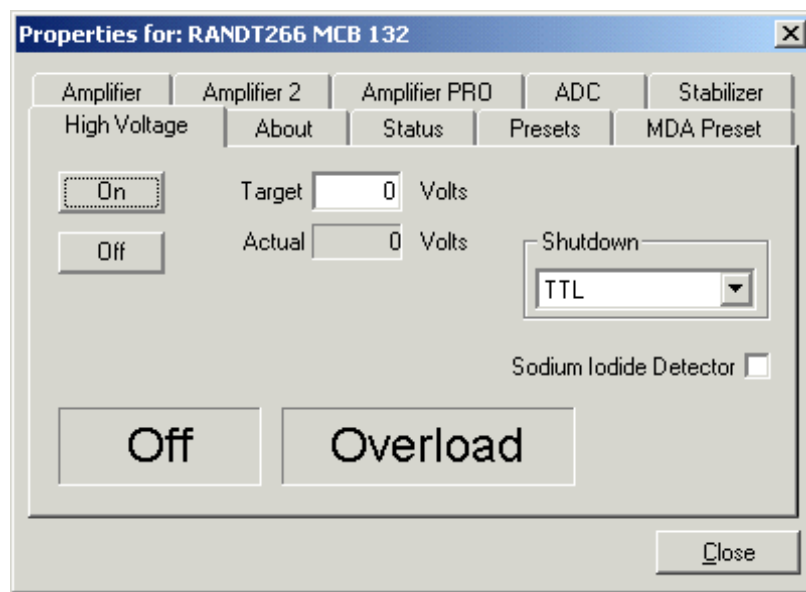 Properties for: RANDT266 MCB 132
Amplifier Amplifier 2 Amplifier PRO ADC Stabilizer
High Voltage About Status Presets MDA Preset
On Target 0 Volts
Off Actual 0 Volts
Shutdown
TTL
Sodium Iodide Detector
Off Overload
Close